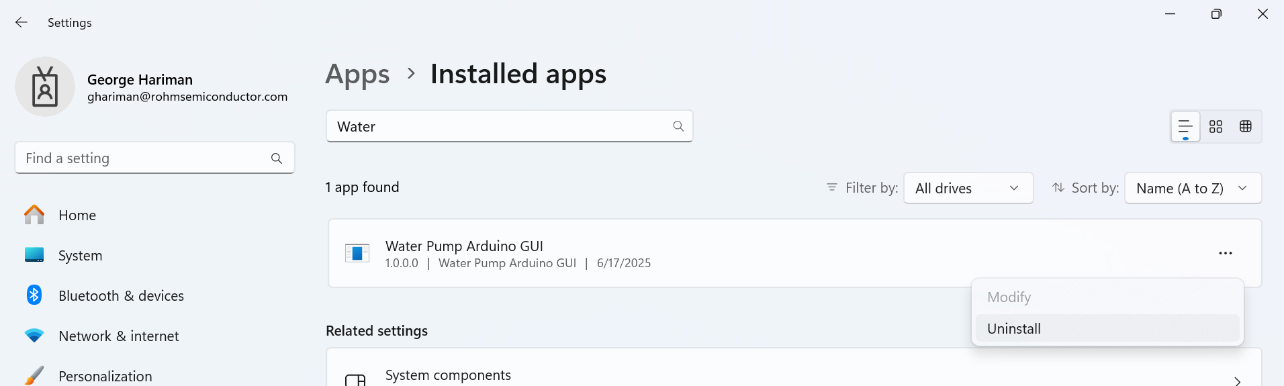 Settings
George Hariman
ghariman@rohmsemiconductor.com
Find a setting
Home
System
Bluetooth & devices
Network & internet
Personalization
Apps > Installed apps
Water
1 app found
Filter by: All drives
Sort by: Name (A to Z)
Water Pump Arduino GUI
1.0.0.0 | Water Pump Arduino GUI | 6/17/2025
Modify
Uninstall
Related settings
System components